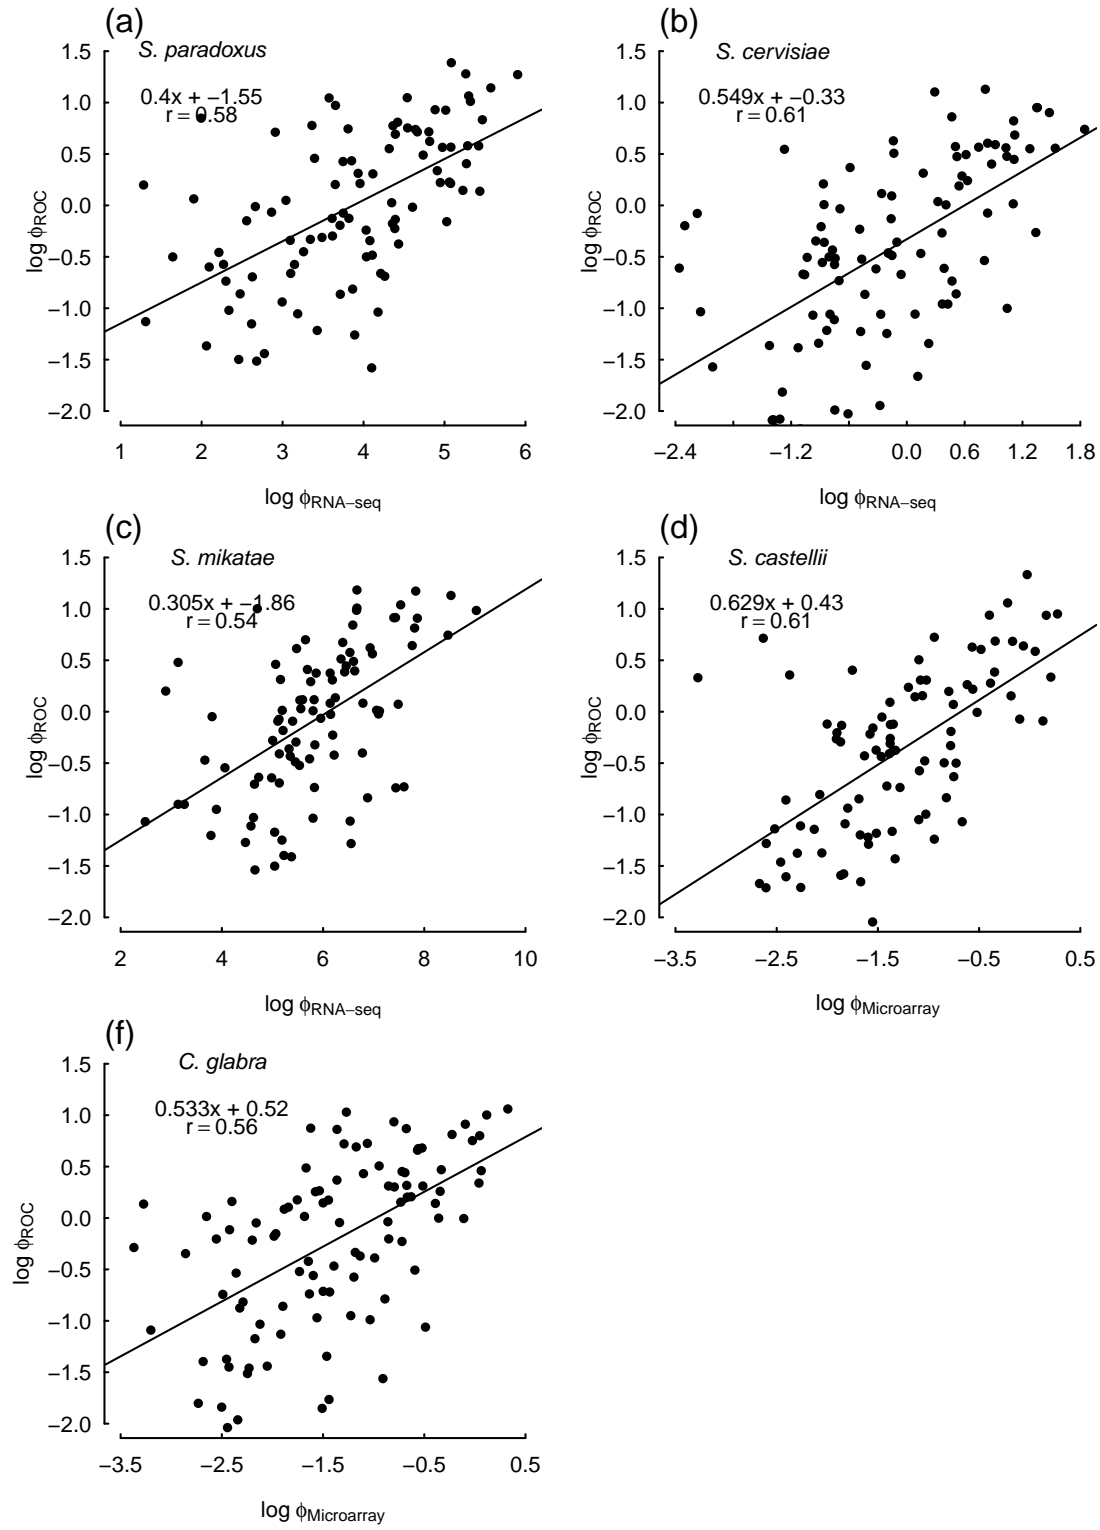 (a)
S. paradoxus
0.4x + −1.55
r = 0.58
1.5
1.0
0.5
0.0
−0.5
−1.0
−1.5
−2.0
log ϕROC
1 2 3 4 5 6
log ϕRNA−seq
(b)
S. cervisiae
0.549x + −0.33
r = 0.61
1.5
1.0
0.5
0.0
−0.5
−1.0
−1.5
−2.0
log ϕROC
−2.4 −1.2 0.0 0.6 1.2 1.8
log ϕRNA−seq
(c)
S. mikatae
0.305x + −1.86
r = 0.54
1.5
1.0
0.5
0.0
−0.5
−1.0
−1.5
−2.0
log ϕROC
2 4 6 8 10
log ϕRNA−seq
(d)
S. castellii
0.629x + 0.43
r = 0.61
1.5
1.0
0.5
0.0
−0.5
−1.0
−1.5
−2.0
log ϕROC
−3.5 −2.5 −1.5 −0.5 0.5
log ϕMicroarray
(f)
C. glabra
0.533x + 0.52
r = 0.56
1.5
1.0
0.5
0.0
−0.5
−1.0
−1.5
−2.0
log ϕROC
−3.5 −2.5 −1.5 −0.5 0.5
log ϕMicroarray